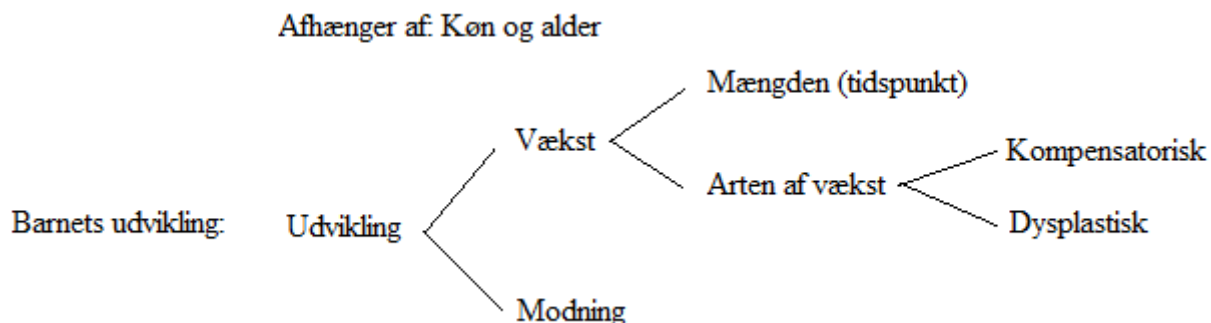 Afhænger af: Køn og alder
Mængden (tidspunkt)
Vækst
Kompensatorisk
Arten af vækst
Dysplastisk
Barnets udvikling:
Udvikling
Modning